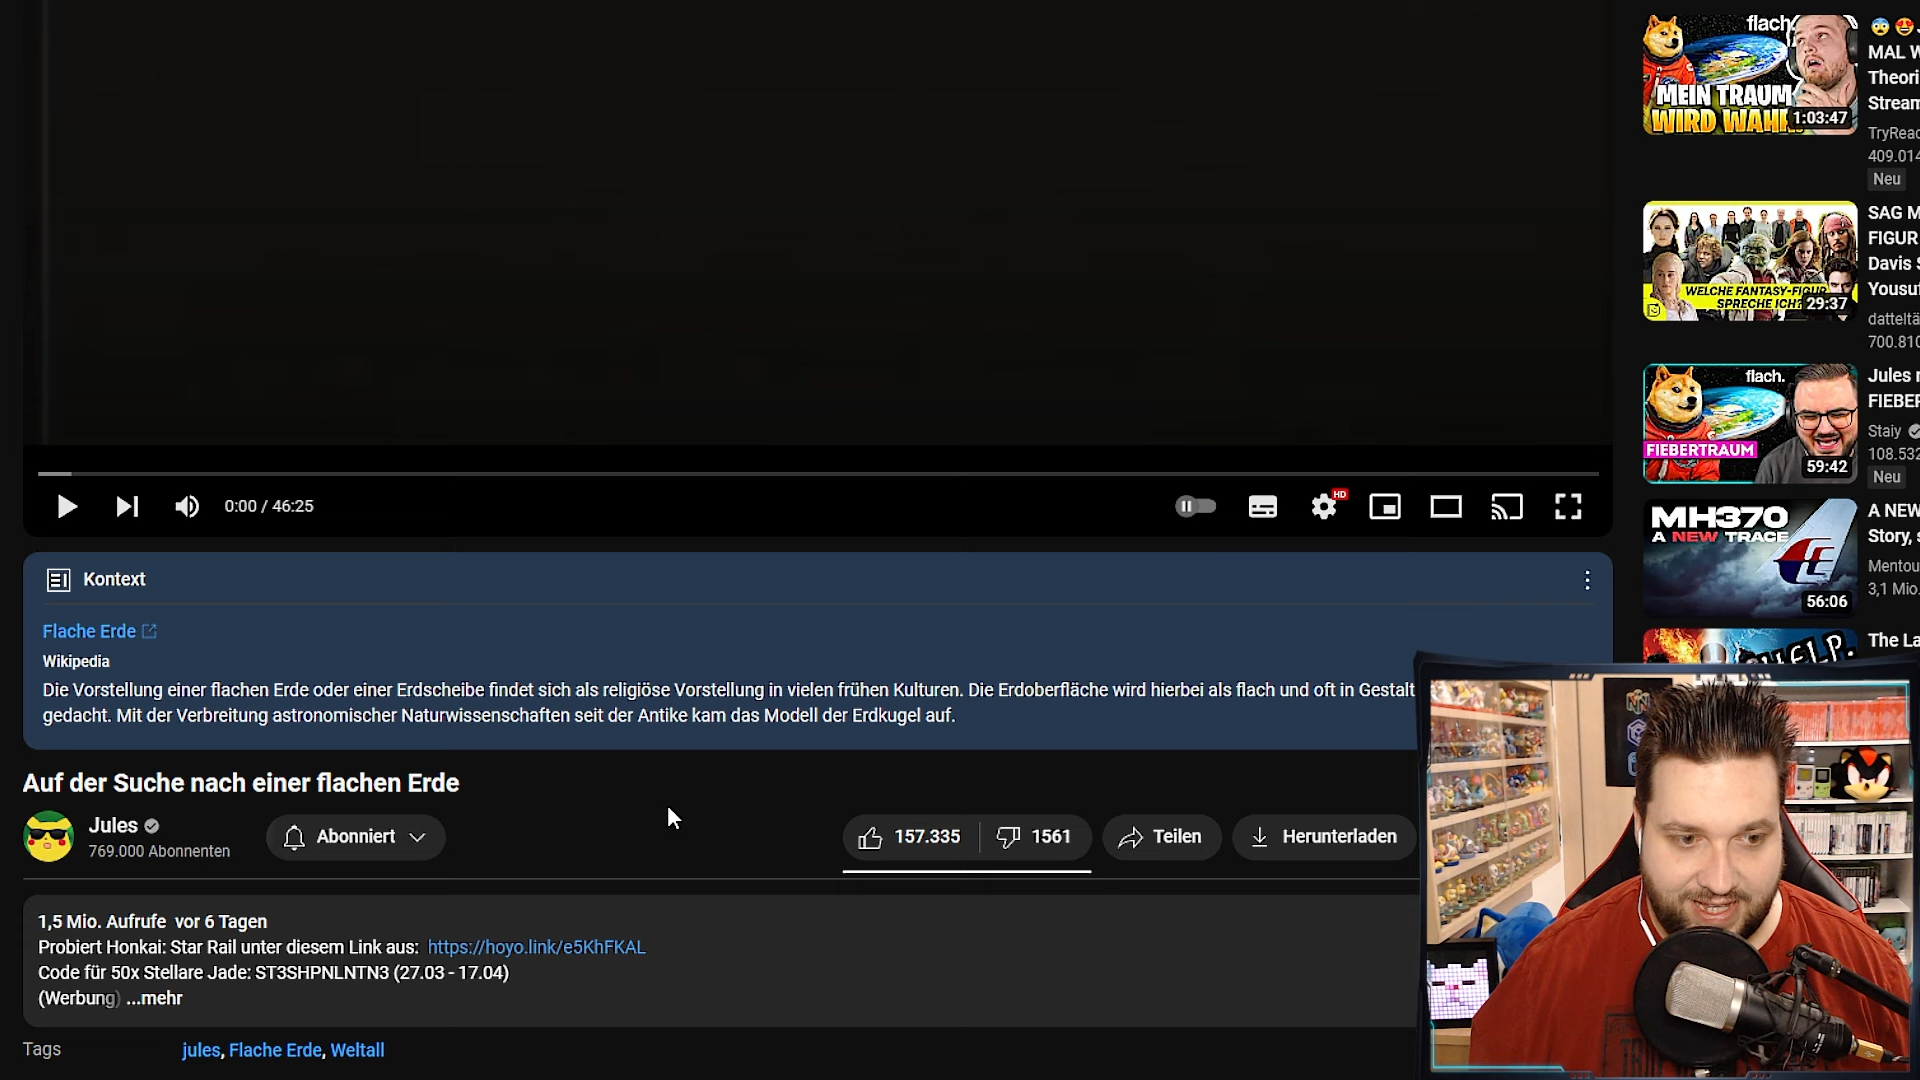 0:00 / 46:25
HD
Kontext
Flache Erde
Wikipedia
Die Vorstellung einer flachen Erde oder einer Erdscheibe findet sich als religiöse Vorstellung in vielen frühen Kulturen. Die Erdoberfläche wird hierbei als flach und oft in Gestalt
gedacht. Mit der Verbreitung astronomischer Naturwissenschaften seit der Antike kam das Modell der Erdkugel auf.
Auf der Suche nach einer flachen Erde
Jules
769.000 Abonnenten
Abonniert
157.335
1561
Teilen
Herunterladen
1,5 Mio. Aufrufe vor 6 Tagen
Probiert Honkai: Star Rail unter diesem Link aus: https://hoyo.link/e5KhFKAL
Code für 50x Stellare Jade: ST3SHPNLNTN3 (27.03 - 17.04)
(Werbung) ...mehr
Tags
jules, Flache Erde, Weltall
flach
MEIN TRAUM
WIRD WAHR
1:03:47
MAL W
Theori
Stream
TryReac
409.014
Neu
WELCHE FANTASY-FIGUR
SPRECHE ICH?
29:37
SAG M
FIGUR
Davis S
Yousuf
datteltä
700.810
flach.
FIEBERTRAUM
59:42
Jules r
FIEBER
Staiy
108.532
Neu
MH370
A NEW TRACE
56:06
A NEW
Story, s
Mentou
3,1 Mio.
HELP.
The La